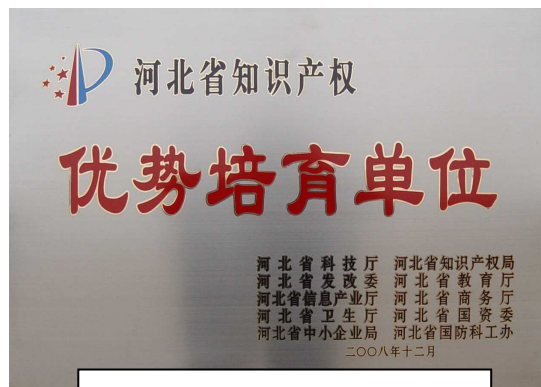 河北省知识产权
优势培育单位
河北省科技厅 河北省知识产权局
河北省发改委 河北省教育厅
河北省信息产业厅 河北省商务厅
河北省卫生厅 河北省国资委
河北省中小企业局 河北省国防科工办
二〇〇八年十二月